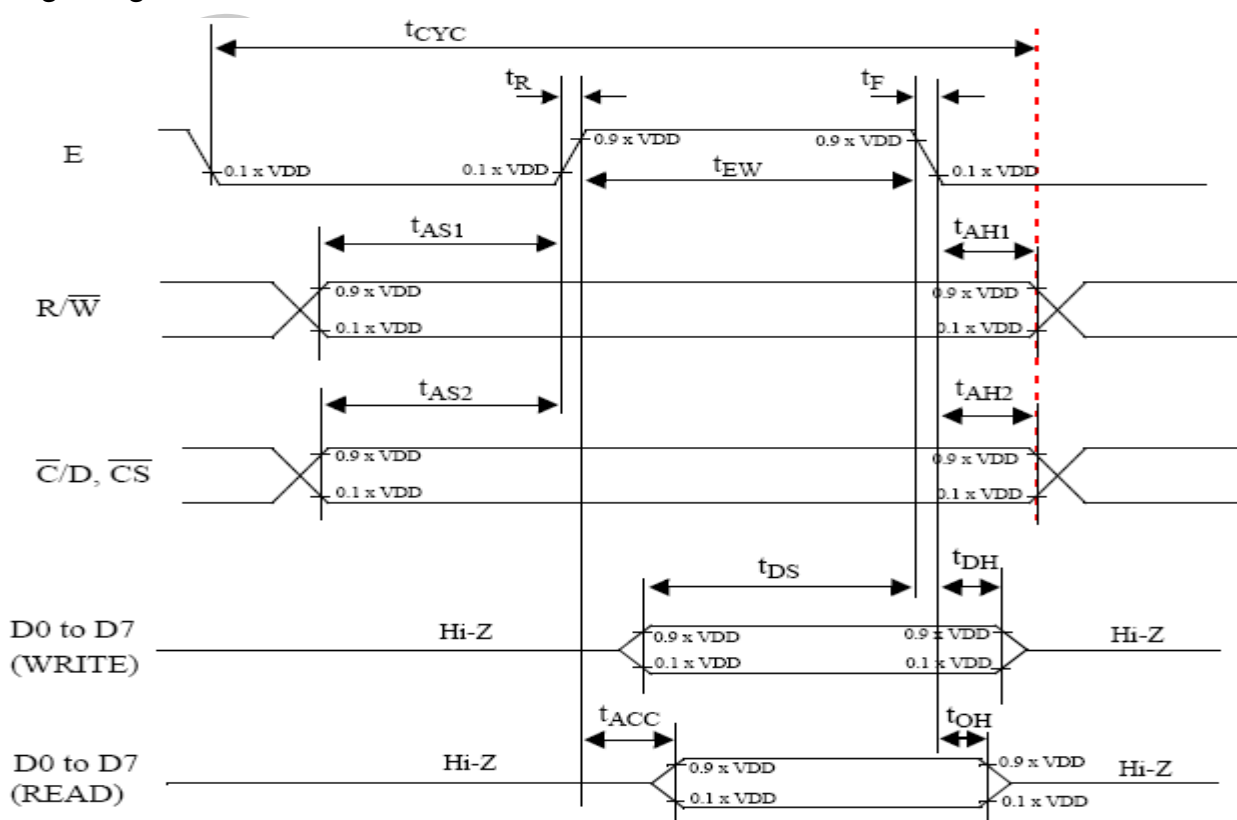 tCYC
tR
tF
E
0.9 x VDD
0.9 x VDD
0.1 x VDD
0.1 x VDD
tEW
0.1 x VDD
tAS1
tAH1
R/W̅
0.9 x VDD
0.9 x VDD
0.1 x VDD
0.1 x VDD
tAS2
tAH2
C̅/D, C̅S̅
0.9 x VDD
0.9 x VDD
0.1 x VDD
0.1 x VDD
tDS
tDH
D0 to D7
(WRITE)
Hi-Z
0.9 x VDD
0.9 x VDD
Hi-Z
0.1 x VDD
0.1 x VDD
tACC
tOH
D0 to D7
(READ)
Hi-Z
0.9 x VDD
0.9 x VDD
Hi-Z
0.1 x VDD
0.1 x VDD